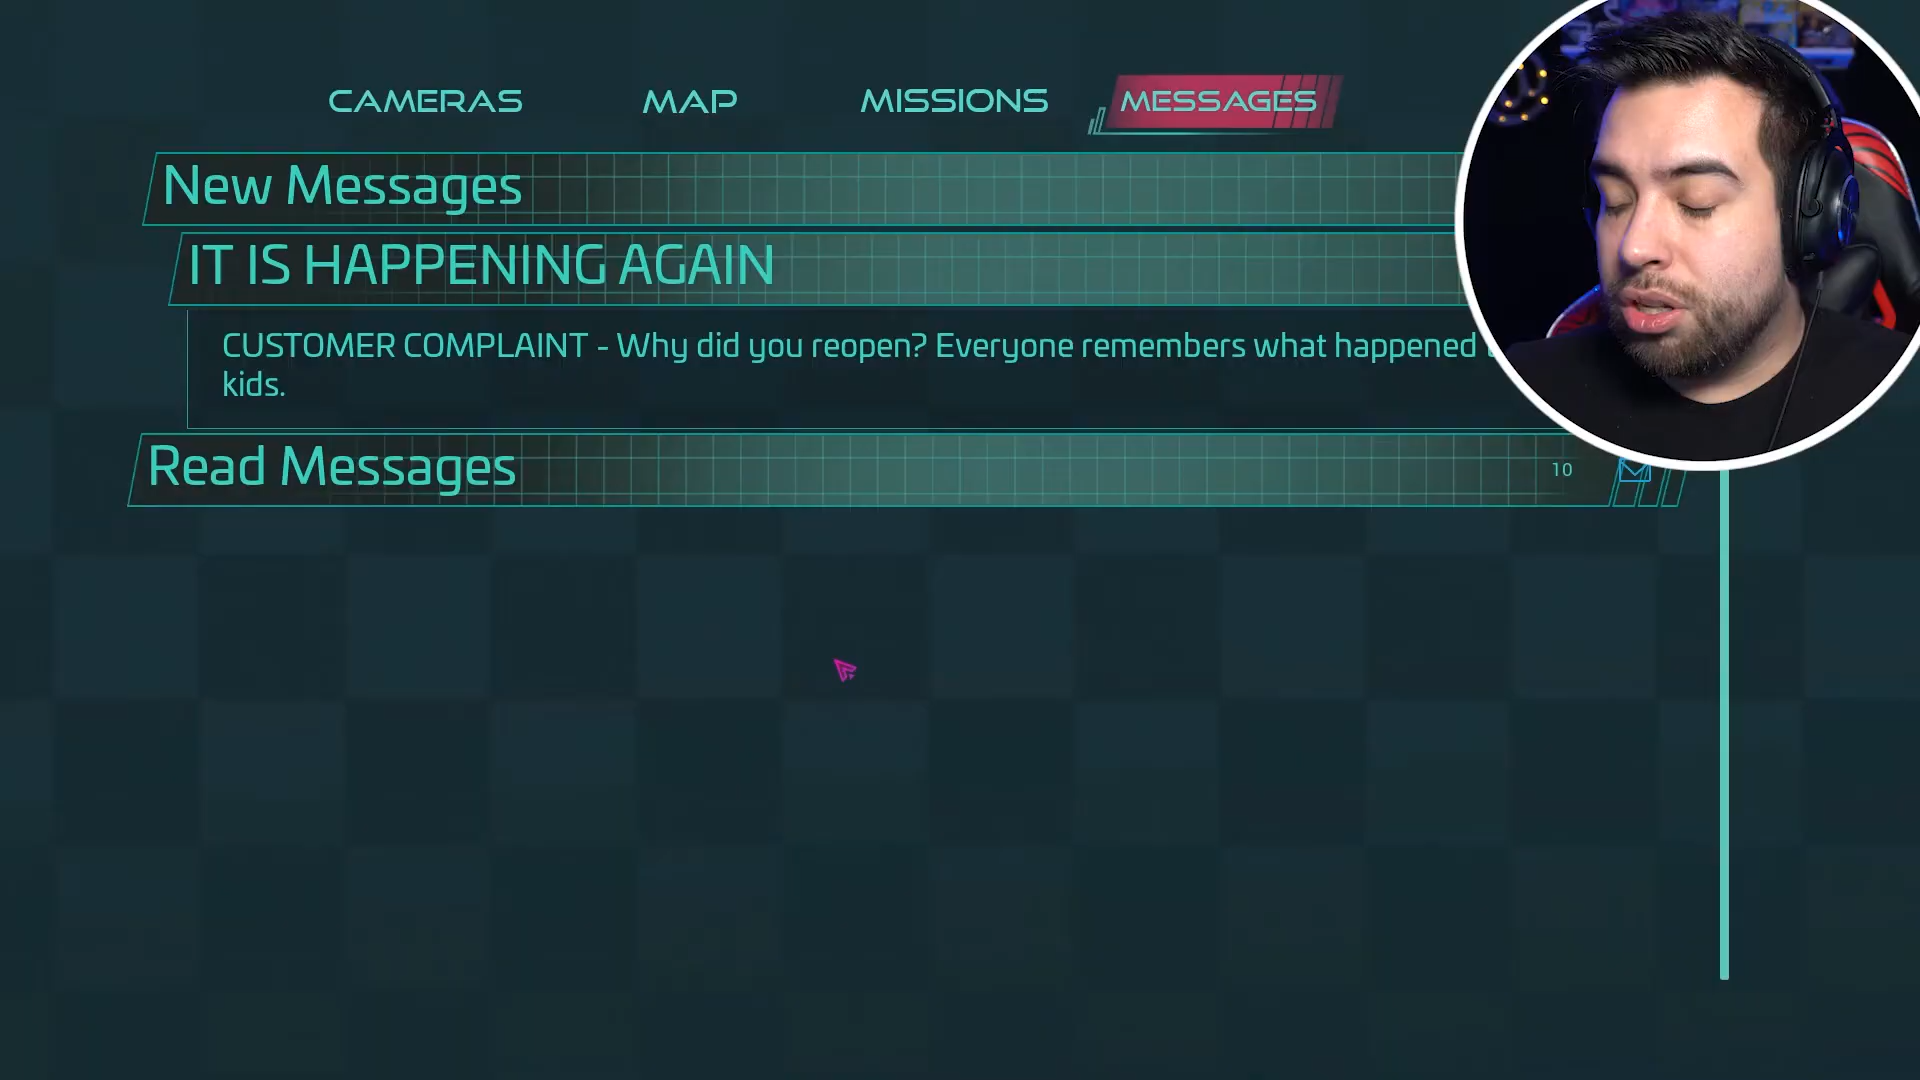 CAMERAS MAP MISSIONS MESSAGES
New Messages
IT IS HAPPENING AGAIN
CUSTOMER COMPLAINT - Why did you reopen? Everyone remembers what happened
kids.
Read Messages 10